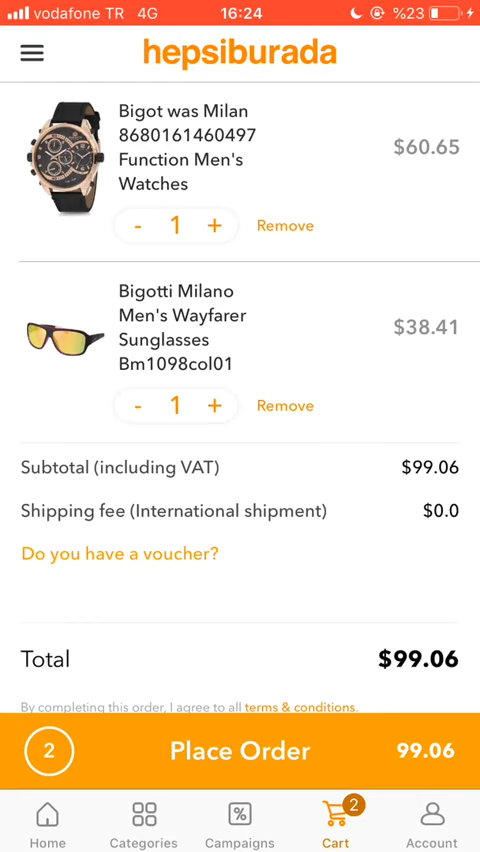 vodafone TR 4G 16:24 %23
hepsiburada
Bigot was Milan
8680161460497
Function Men's
Watches
$60.65
- 1 + Remove
Bigotti Milano
Men's Wayfarer
Sunglasses
Bm1098col01
$38.41
- 1 + Remove
Subtotal (including VAT) $99.06
Shipping fee (International shipment) $0.0
Do you have a voucher?
Total $99.06
By completing this order, I agree to all terms & conditions.
2 Place Order 99.06
2
Home Categories Campaigns Cart Account